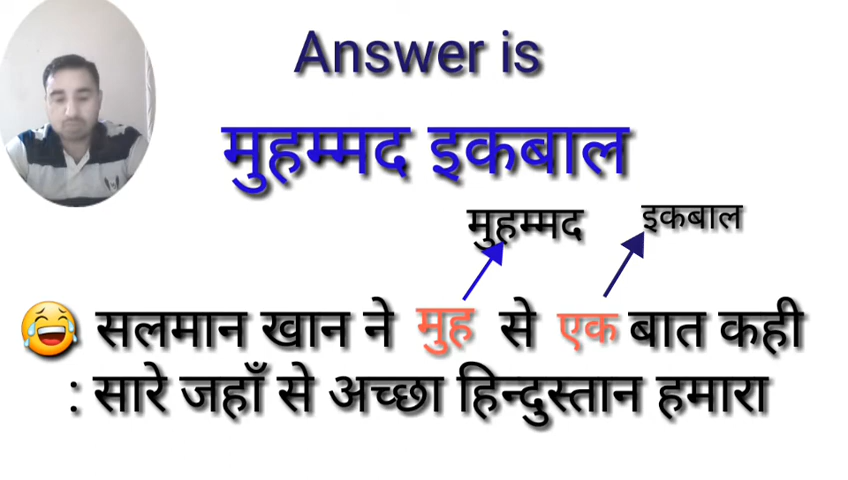 Answer is
मुहम्मद इकबाल
मुहम्मद इकबाल
सलमान खान ने मुह से एक बात कही
: सारे जहाँ से अच्छा हिन्दुस्तान हमारा